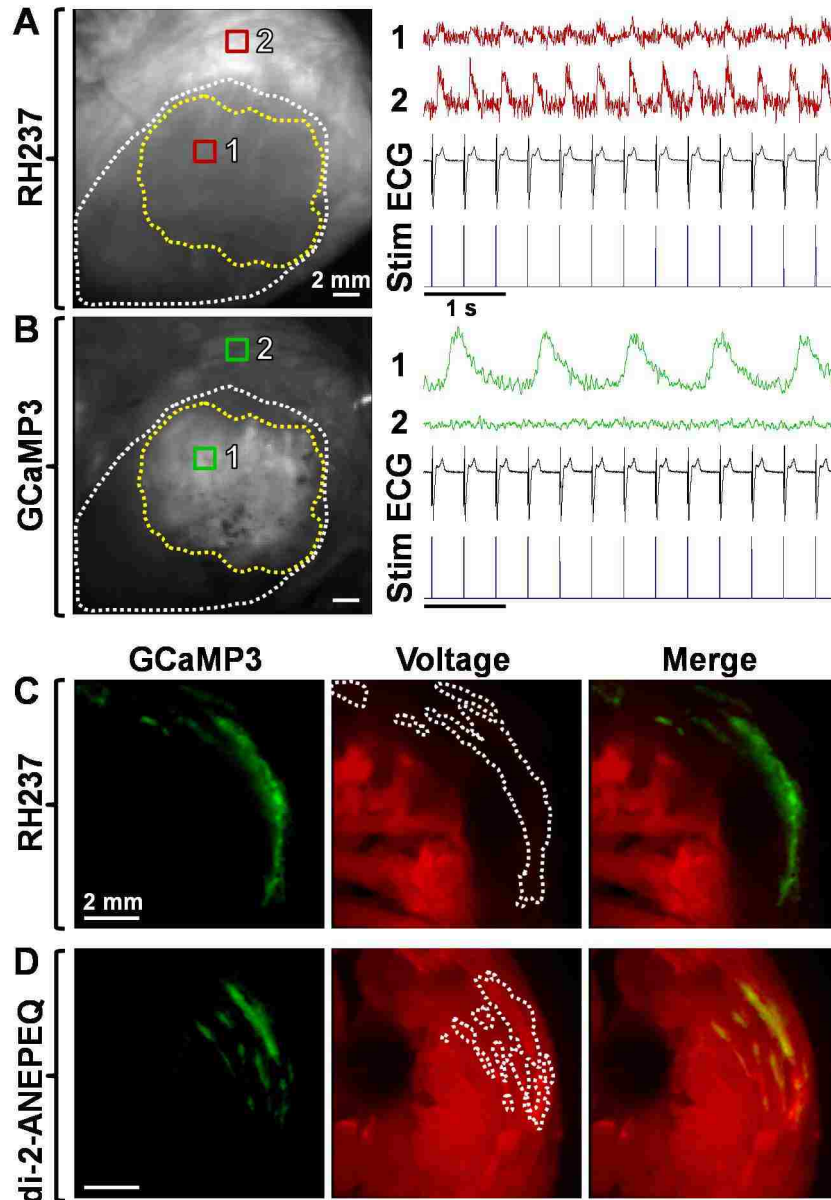 A
RH237
2
1
2 mm
1
2
ECG
Stim
1 s
B
GCaMP3
2
1
1
2
ECG
Stim
GCaMP3 Voltage Merge
C
RH237
2 mm
D
di-2-ANEPEQ